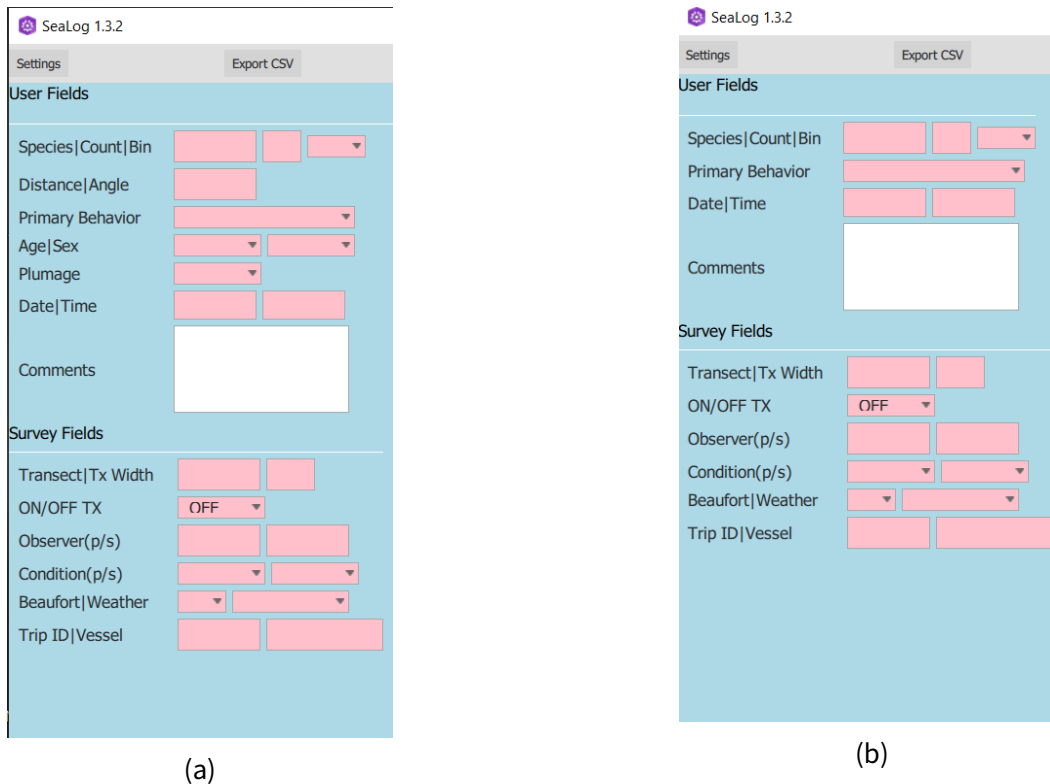 SeaLog 1.3.2
Settings Export CSV
User Fields
Species|Count|Bin
Distance|Angle
Primary Behavior
Age|Sex
Plumage
Date|Time
Comments
Survey Fields
Transect|Tx Width
ON/OFF TX OFF
Observer(p/s)
Condition(p/s)
Beaufort|Weather
Trip ID|Vessel
(a)
SeaLog 1.3.2
Settings Export CSV
User Fields
Species|Count|Bin
Primary Behavior
Date|Time
Comments
Survey Fields
Transect|Tx Width
ON/OFF TX OFF
Observer(p/s)
Condition(p/s)
Beaufort|Weather
Trip ID|Vessel
(b)